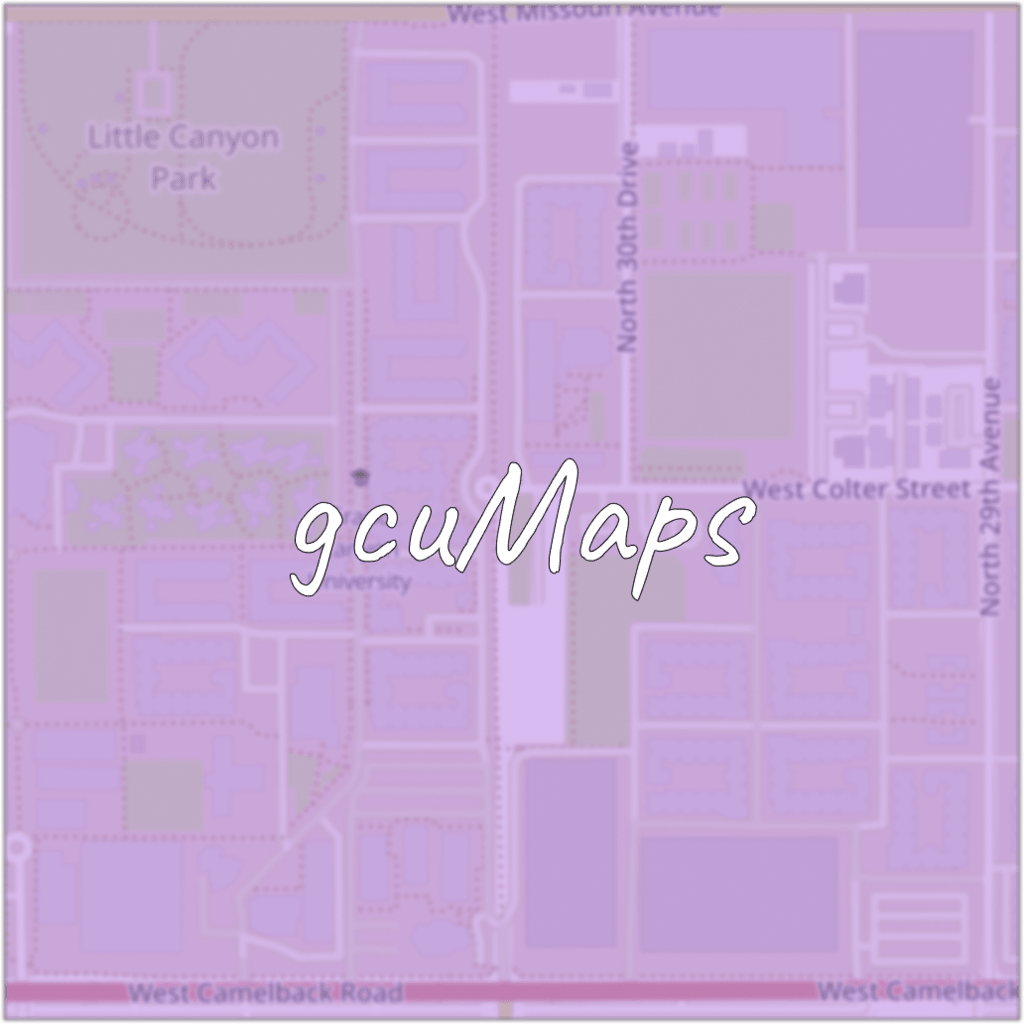 West Missouri Avenue
Little Canyon
Park
North 30th Drive
North 29th Avenue
West Colter Street
gcuMaps
University
West Camelback Road
West Camelback